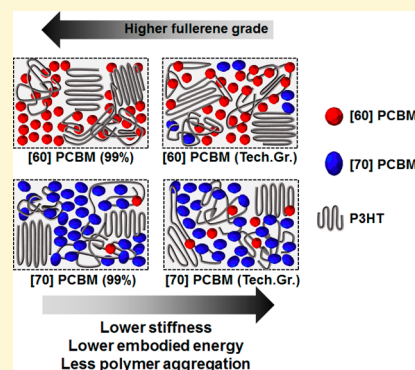 Higher fullerene grade
[60] PCBM (99%)
[60] PCBM (Tech.Gr.)
[70] PCBM (99%)
[70] PCBM (Tech.Gr.)
[60] PCBM
[70] PCBM
P3HT
Lower stiffness
Lower embodied energy
Less polymer aggregation